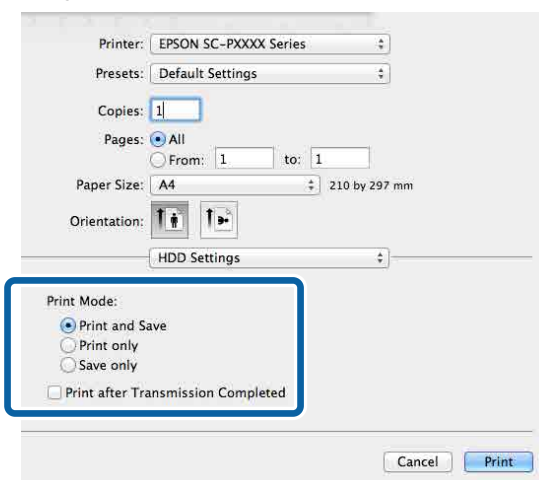 Printer: EPSON SC-PXXXX Series
Presets: Default Settings
Copies: 1
Pages: All
From: 1 to: 1
Paper Size: A4 210 by 297 mm
Orientation:
HDD Settings
Print Mode:
Print and Save
Print only
Save only
Print after Transmission Completed
Cancel Print